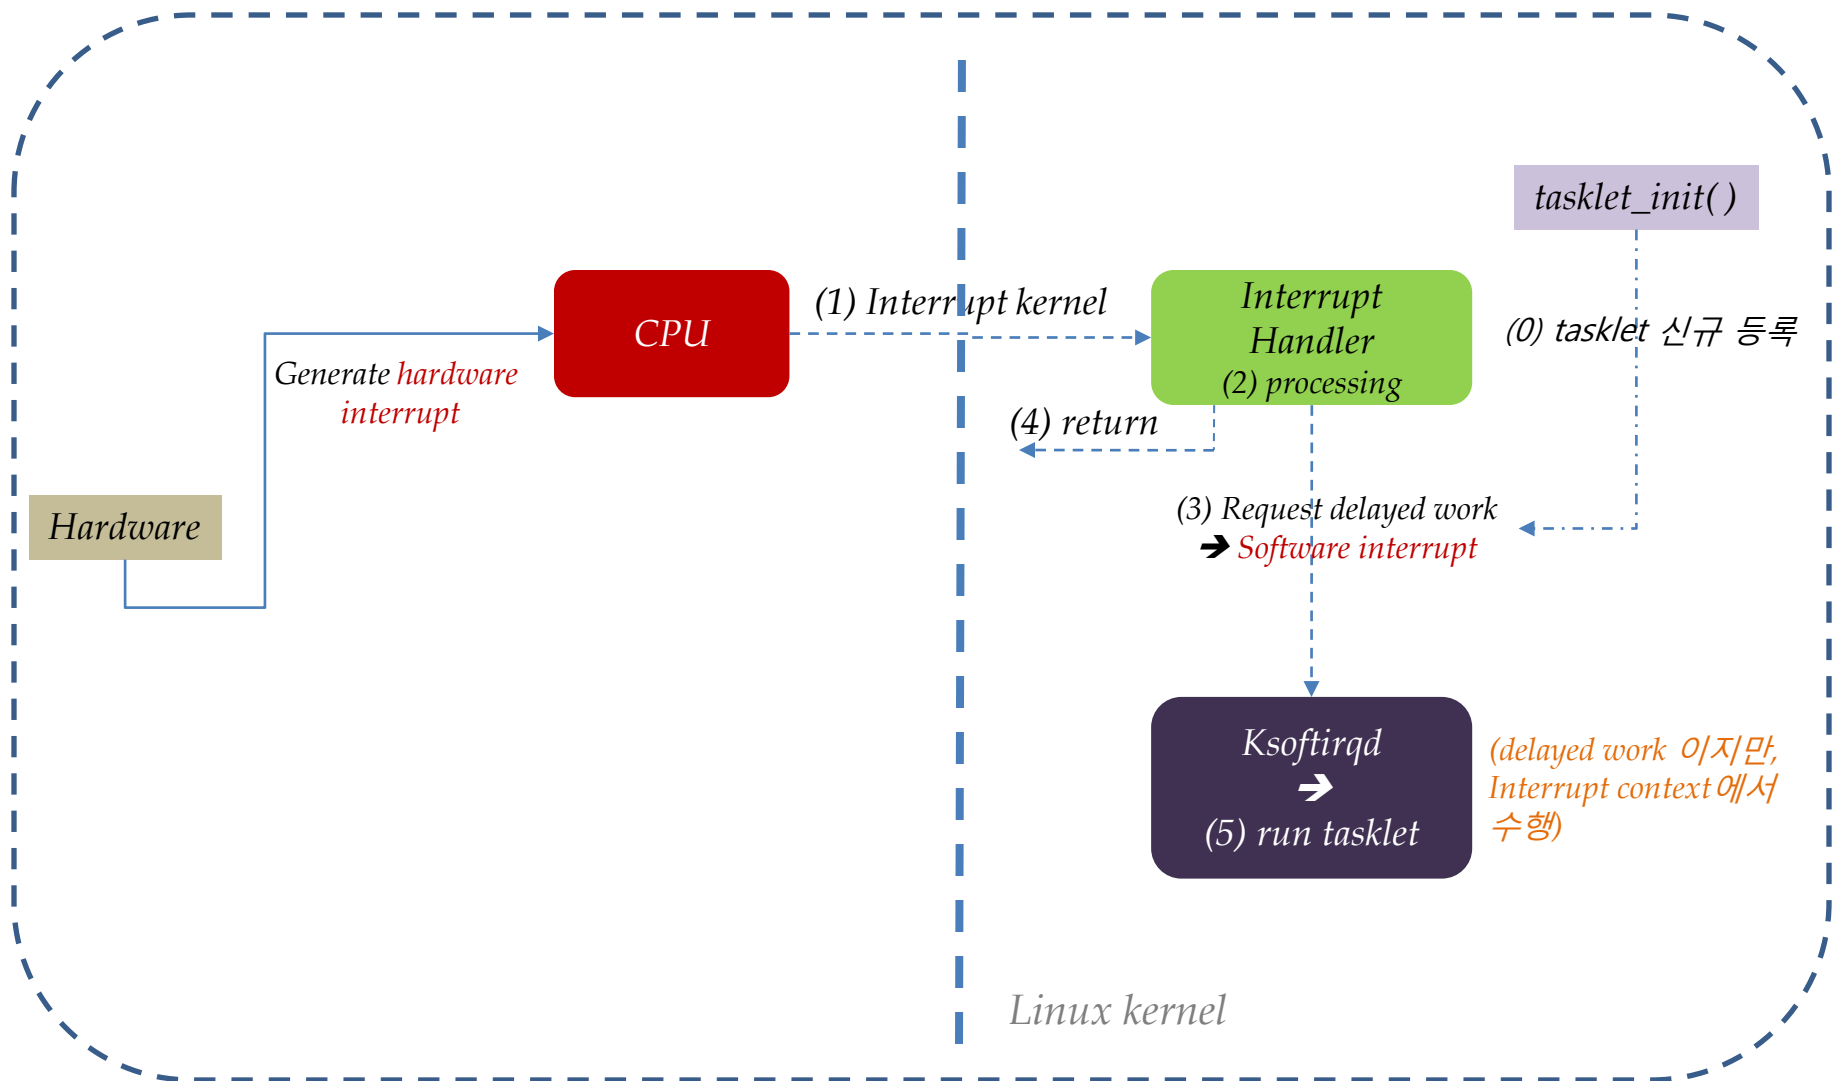 tasklet_init( )
CPU
(1) Interrupt kernel
Interrupt
Handler
(2) processing
(0) tasklet 신규 등록
Generate hardware
interrupt
(4) return
Hardware
(3) Request delayed work
➔ Software interrupt
Ksoftirqd
➔
(5) run tasklet
(delayed work 이지만,
Interrupt context에서
수행)
Linux kernel